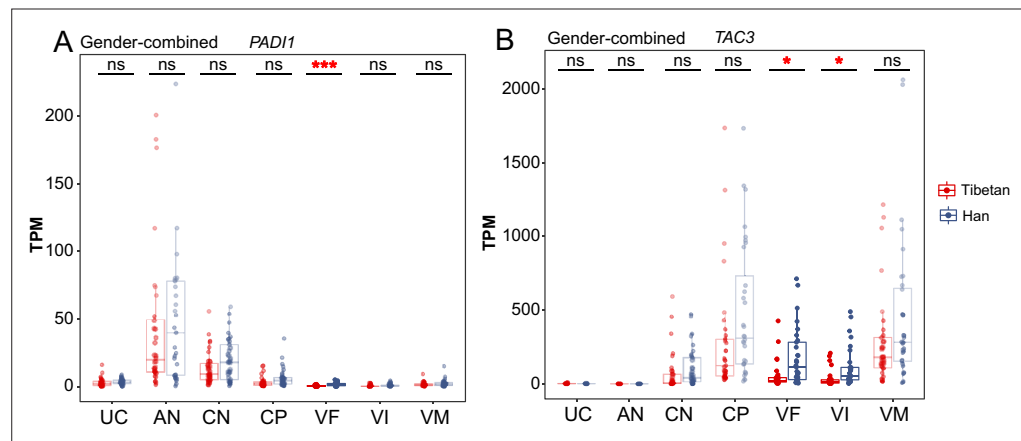 A
Gender-combined PADI1
ns ns ns ns *** ns ns
TPM
200
150
100
50
0
UC AN CN CP VF VI VM
B
Gender-combined TAC3
ns ns ns ns * * ns
TPM
2000
1500
1000
500
0
UC AN CN CP VF VI VM
Tibetan
Han